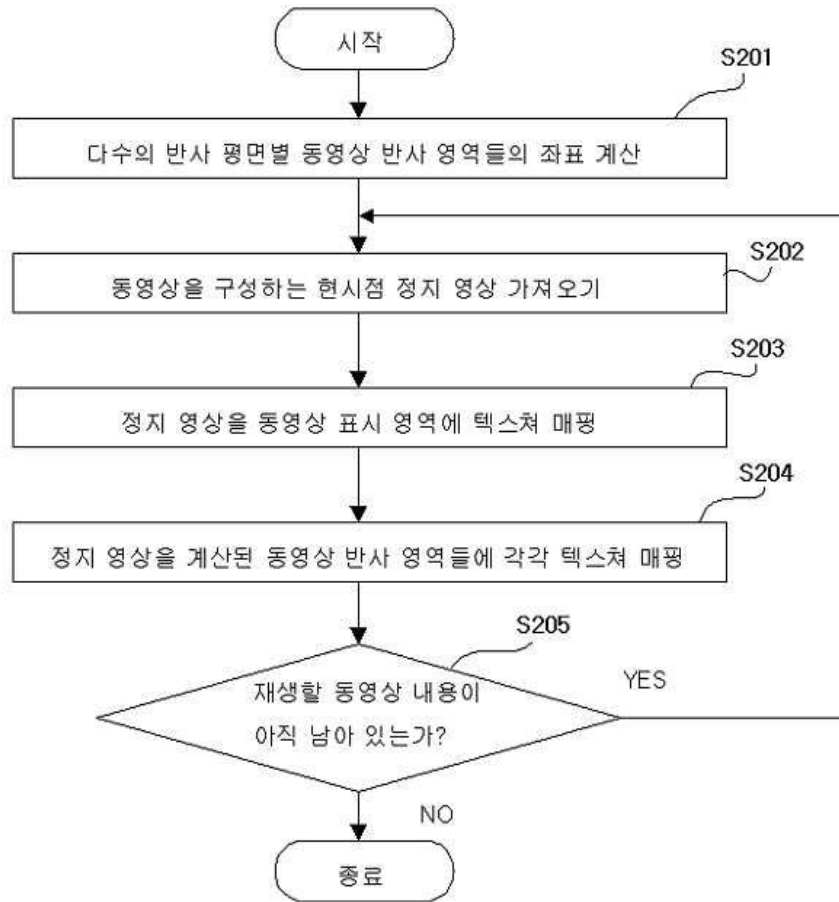 시작
S201
다수의 반사 평면별 동영상 반사 영역들의 좌표 계산
S202
동영상을 구성하는 현시점 정지 영상 가져오기
S203
정지 영상을 동영상 표시 영역에 텍스쳐 매핑
S204
정지 영상을 계산된 동영상 반사 영역들에 각각 텍스쳐 매핑
S205
재생할 동영상 내용이
아직 남아 있는가?
YES
NO
종료